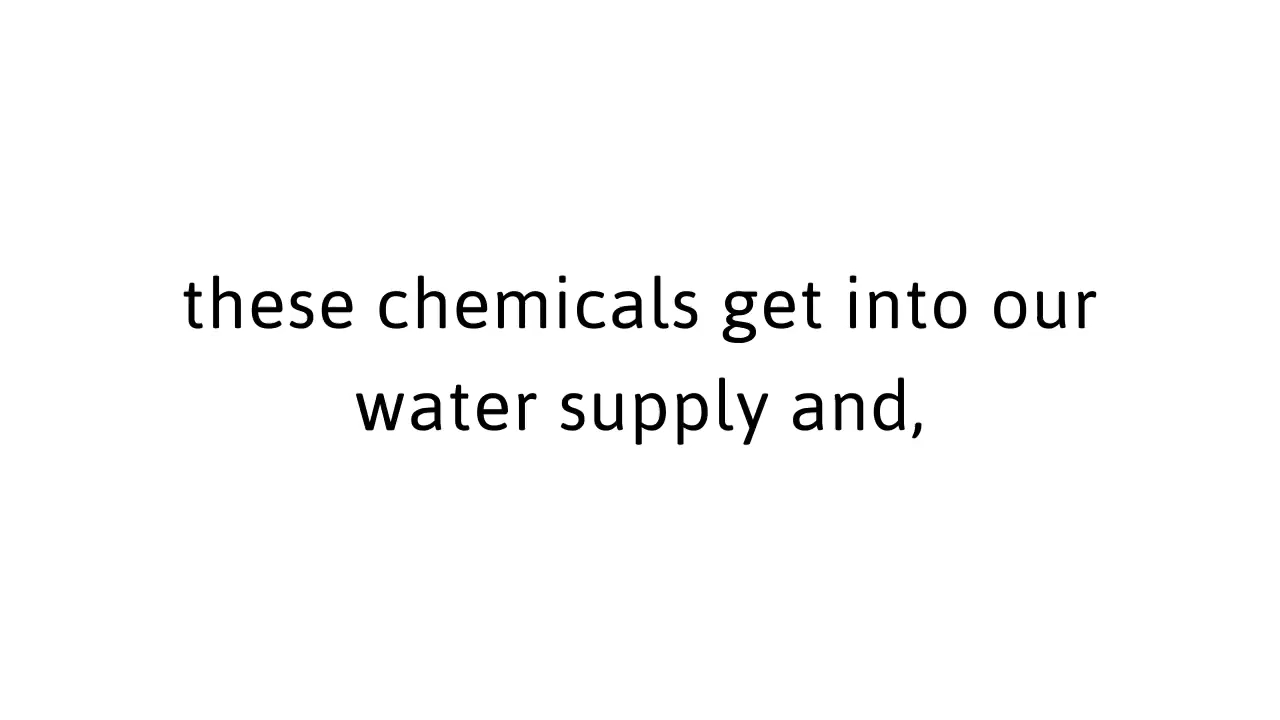 these chemicals get into our
water supply and,